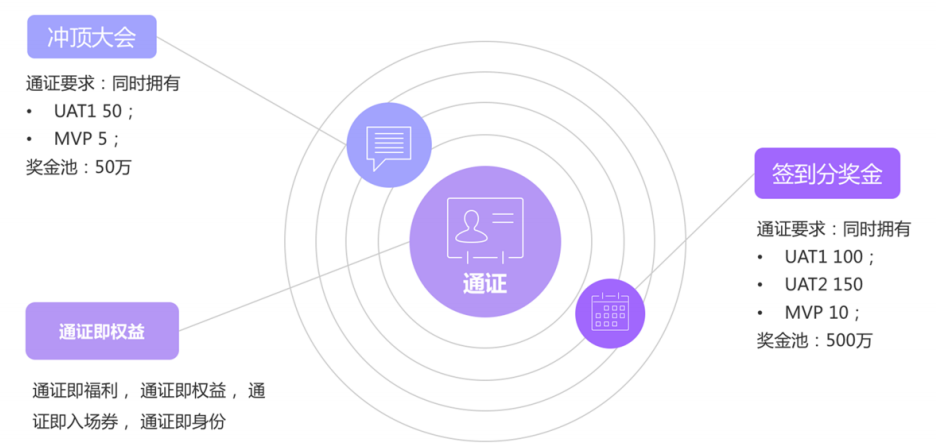 冲顶大会
通证要求：同时拥有
• UAT1 50；
• MVP 5；
奖金池：50万
通证
签到分奖金
通证要求：同时拥有
• UAT1 100；
• UAT2 150
• MVP 10；
奖金池：500万
通证即权益
通证即福利， 通证即权益， 通
证即入场券， 通证即身份